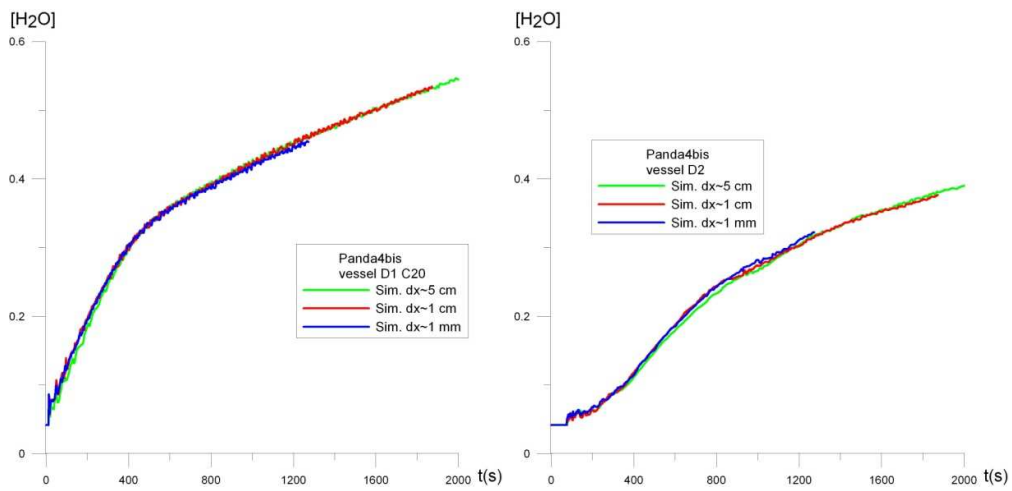 [H2O]
0.6
0.4
0.2
0
0
400
800
1200
1600
2000
t(s)
Panda4bis
vessel D1 C20
Sim. dx~5 cm
Sim. dx~1 cm
Sim. dx~1 mm
[H2O]
0.6
0.4
0.2
0
0
400
800
1200
1600
2000
t(s)
Panda4bis
vessel D2
Sim. dx~5 cm
Sim. dx~1 cm
Sim. dx~1 mm